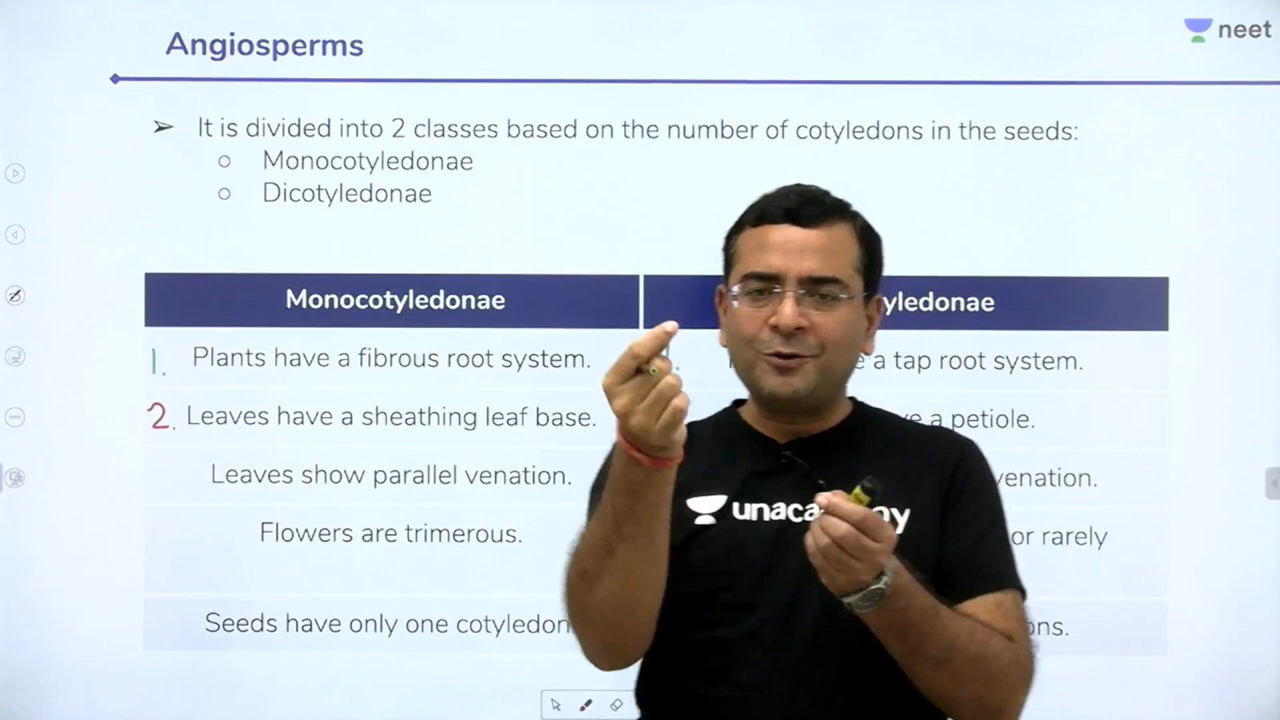 Angiosperms
neet
➢ It is divided into 2 classes based on the number of cotyledons in the seeds:
○ Monocotyledonae
○ Dicotyledonae
Monocotyledonae
yledonae
1. Plants have a fibrous root system.
a tap root system.
2. Leaves have a sheathing leaf base.
a petiole.
Leaves show parallel venation.
venation.
Flowers are trimerous.
or rarely
Seeds have only one cotyledon
ons.
unaca my